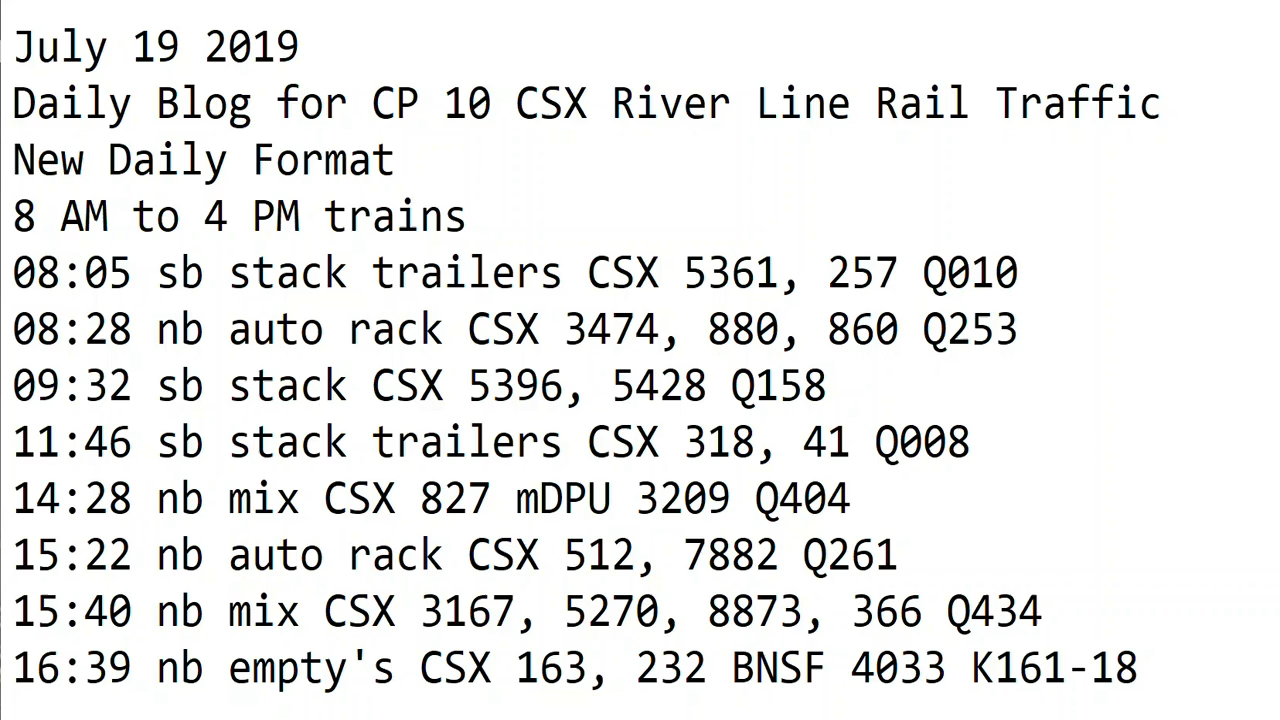 July 19 2019
Daily Blog for CP 10 CSX River Line Rail Traffic
New Daily Format
8 AM to 4 PM trains
08:05 sb stack trailers CSX 5361, 257 Q010
08:28 nb auto rack CSX 3474, 880, 860 Q253
09:32 sb stack CSX 5396, 5428 Q158
11:46 sb stack trailers CSX 318, 41 Q008
14:28 nb mix CSX 827 mDPU 3209 Q404
15:22 nb auto rack CSX 512, 7882 Q261
15:40 nb mix CSX 3167, 5270, 8873, 366 Q434
16:39 nb empty's CSX 163, 232 BNSF 4033 K161-18